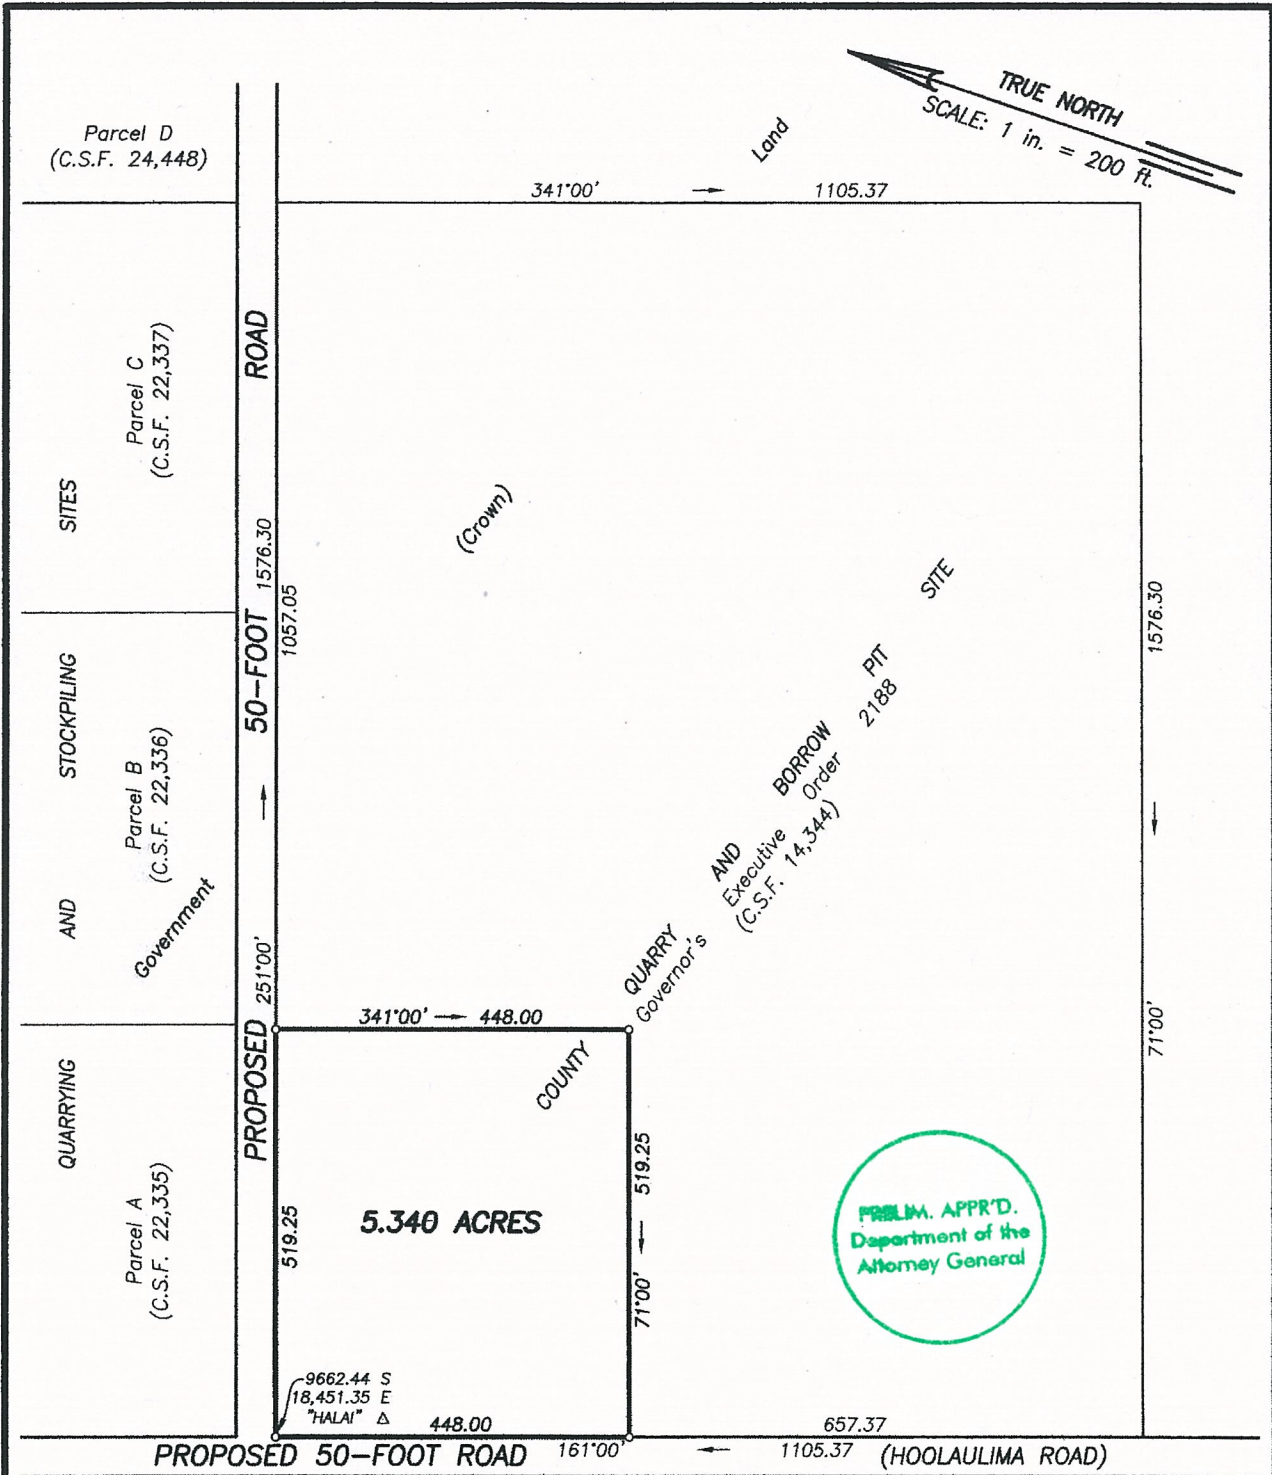 TRUE NORTH
SCALE: 1 in. = 200 ft.
Parcel D
(C.S.F. 24,448)
Land
341°00' → 1105.37
ROAD
Parcel C
(C.S.F. 22,337)
SITES
(Crown)
1576.30
1057.05
50-FOOT
SITE
1576.30
STOCKPILING
Parcel B
(C.S.F. 22,336)
PIT
2188
BORROW
Order
AND
Executive
(C.S.F. 14,344)
AND
Government
QUARRY
Governor's
251°00'
341°00' → 448.00
71°00'
PROPOSED
COUNTY
QUARRYING
Parcel A
(C.S.F. 22,335)
519.25
5.340 ACRES
519.25
71°00'
PRELIM. APPR'D.
Department of the
Attorney General
9662.44 S
18,451.35 E
"HALAI" Δ
448.00
657.37
PROPOSED 50-FOOT ROAD 161°00' ← 1105.37 (HOOLAULIMA ROAD)